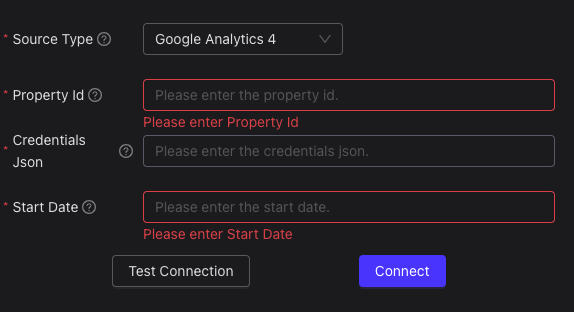 * Source Type ? Google Analytics 4
* Property Id ? Please enter the property id.
Please enter Property Id
* Credentials Json ? Please enter the credentials json.
* Start Date ? Please enter the start date.
Please enter Start Date
Test Connection Connect